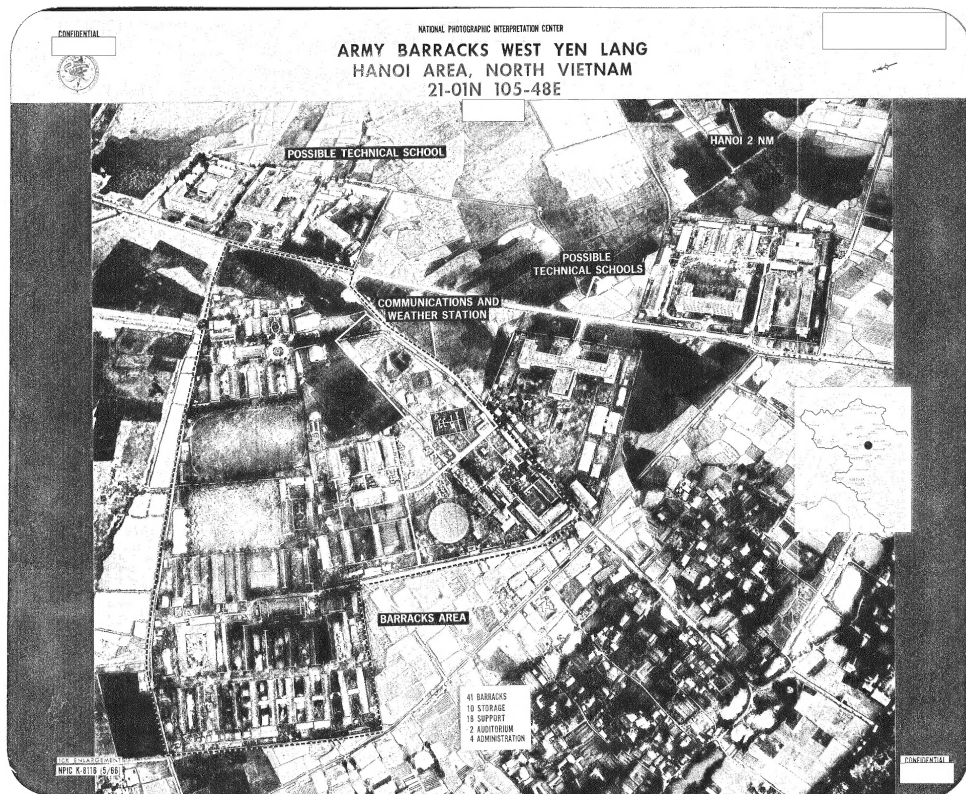 CONFIDENTIAL
NATIONAL PHOTOGRAPHIC INTERPRETATION CENTER
ARMY BARRACKS WEST YEN LANG
HANOI AREA, NORTH VIETNAM
21-01N 105-48E
HANOI 2 NM
POSSIBLE TECHNICAL SCHOOL
POSSIBLE
TECHNICAL SCHOOLS
COMMUNICATIONS AND
WEATHER STATION
BARRACKS AREA
41 BARRACKS
10 STORAGE
18 SUPPORT
2 AUDITORIUM
4 ADMINISTRATION
ENLARGEMENT
NPIC K-8118 (5/66)
CONFIDENTIAL